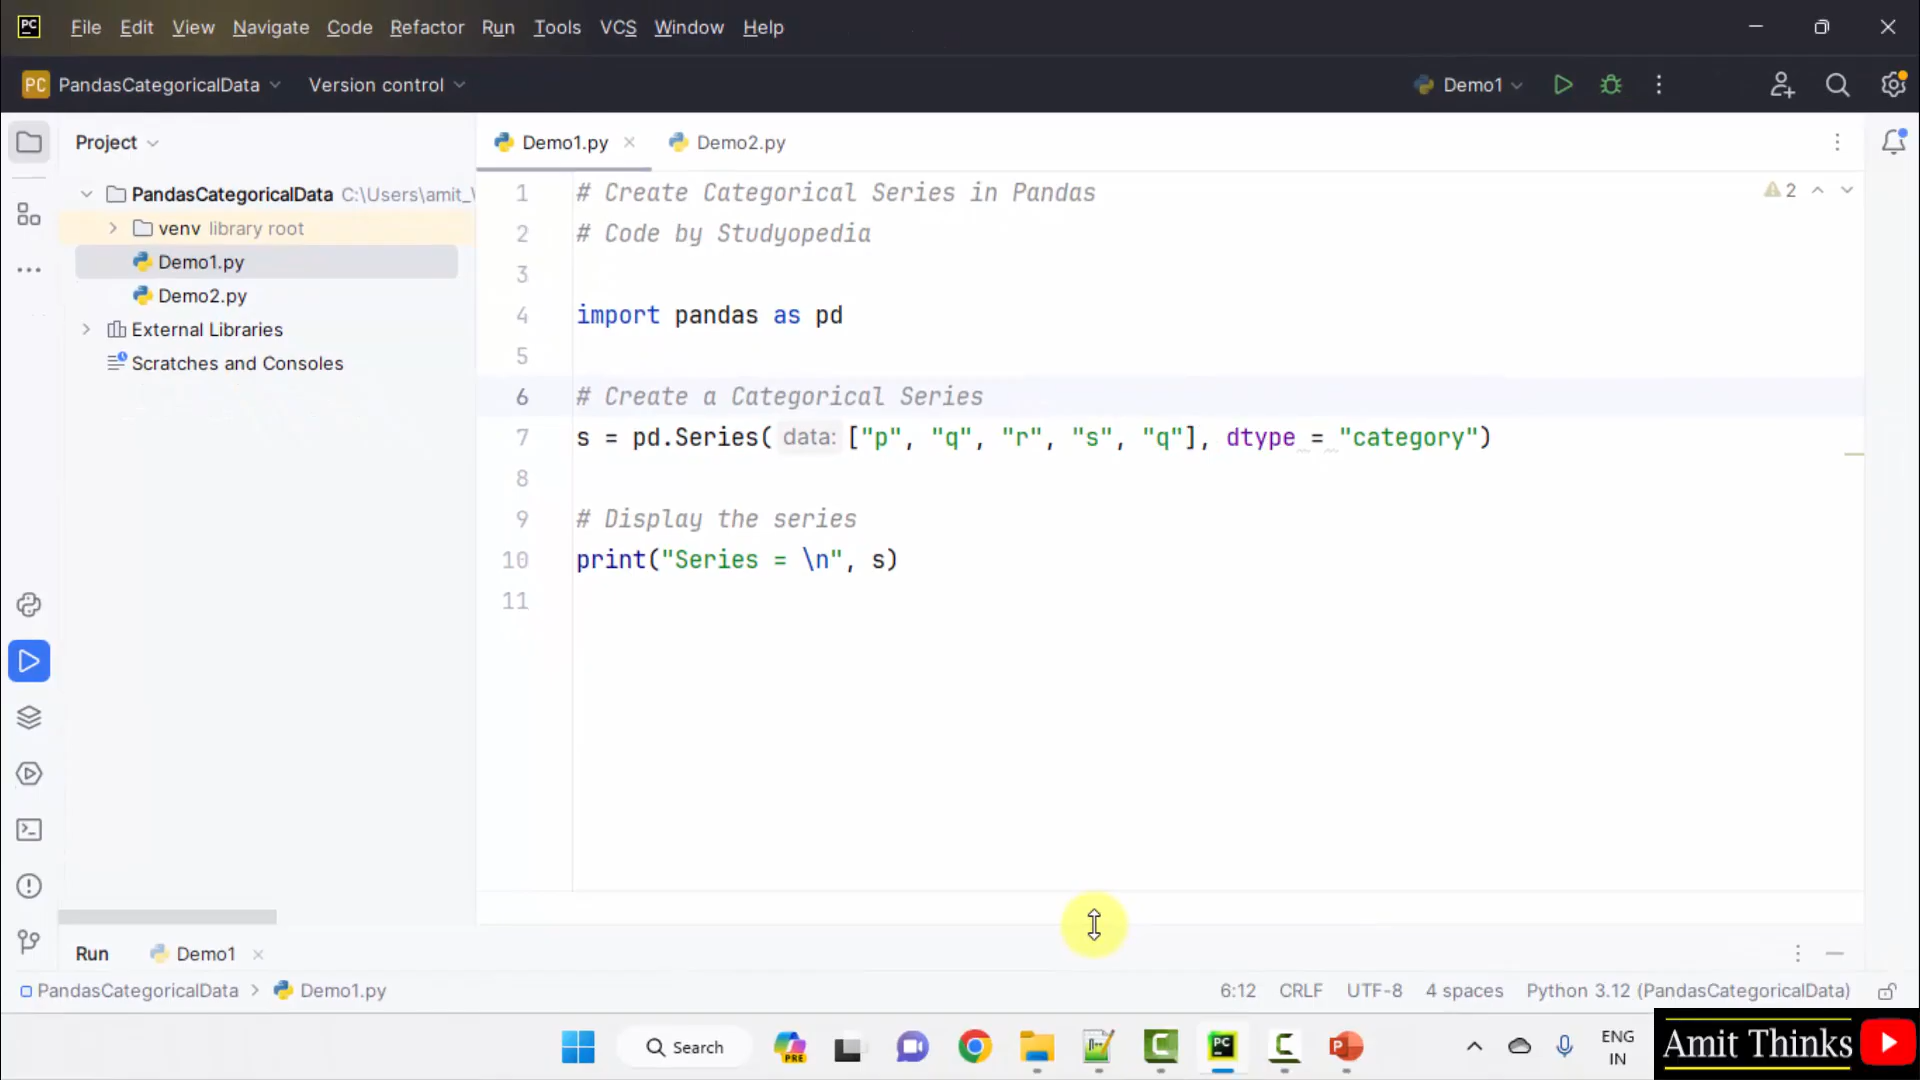 PC File Edit View Navigate Code Refactor Run Tools VCS Window Help
PC PandasCategoricalData Version control Demo1
Project
Demo1.py Demo2.py
PandasCategoricalData C:\Users\amit_
venv library root
Demo1.py
Demo2.py
External Libraries
Scratches and Consoles
2
1 # Create Categorical Series in Pandas
2 # Code by Studyopedia
3
4 import pandas as pd
5
6 # Create a Categorical Series
7 s = pd.Series( data: ["p", "q", "r", "s", "q"], dtype = "category")
8
9 # Display the series
10 print("Series = \n", s)
11
Run Demo1
PandasCategoricalData > Demo1.py 6:12 CRLF UTF-8 4 spaces Python 3.12 (PandasCategoricalData)
Search PRE PC ENG
IN
Amit Thinks